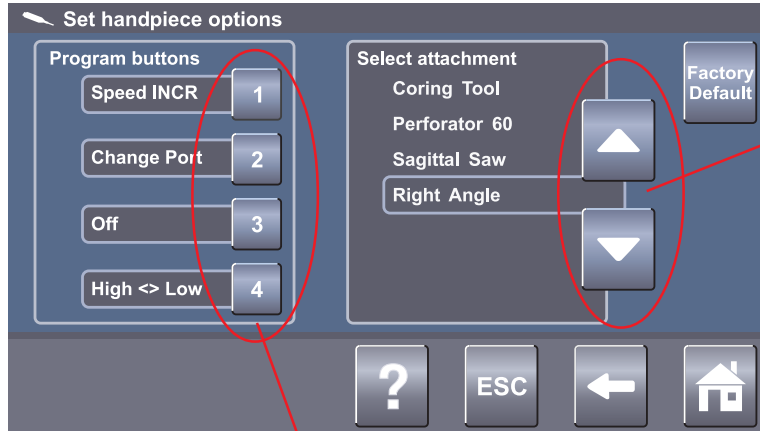 Set handpiece options
Program buttons
Speed INCR 1
Change Port 2
Off 3
High <> Low 4
Select attachment
Coring Tool
Perforator 60
Sagittal Saw
Right Angle
Factory
Default
?
ESC